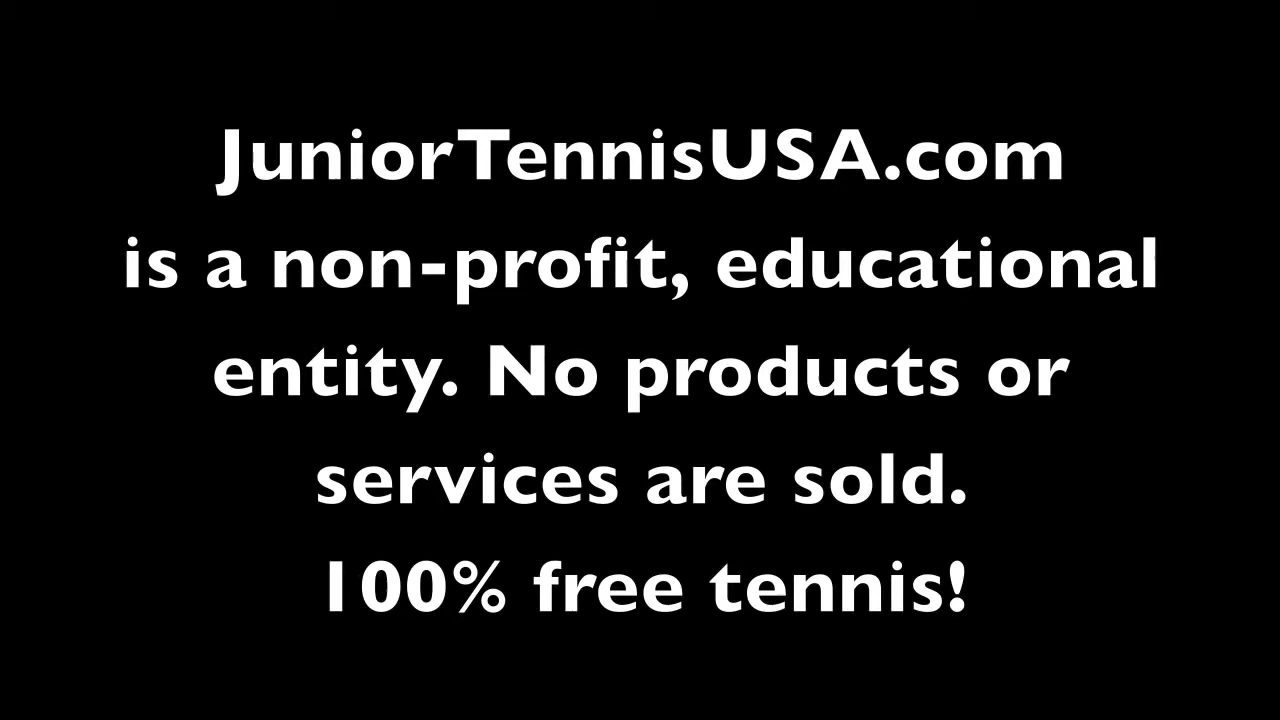 JuniorTennisUSA.com
is a non-profit, educational
entity. No products or
services are sold.
100% free tennis!